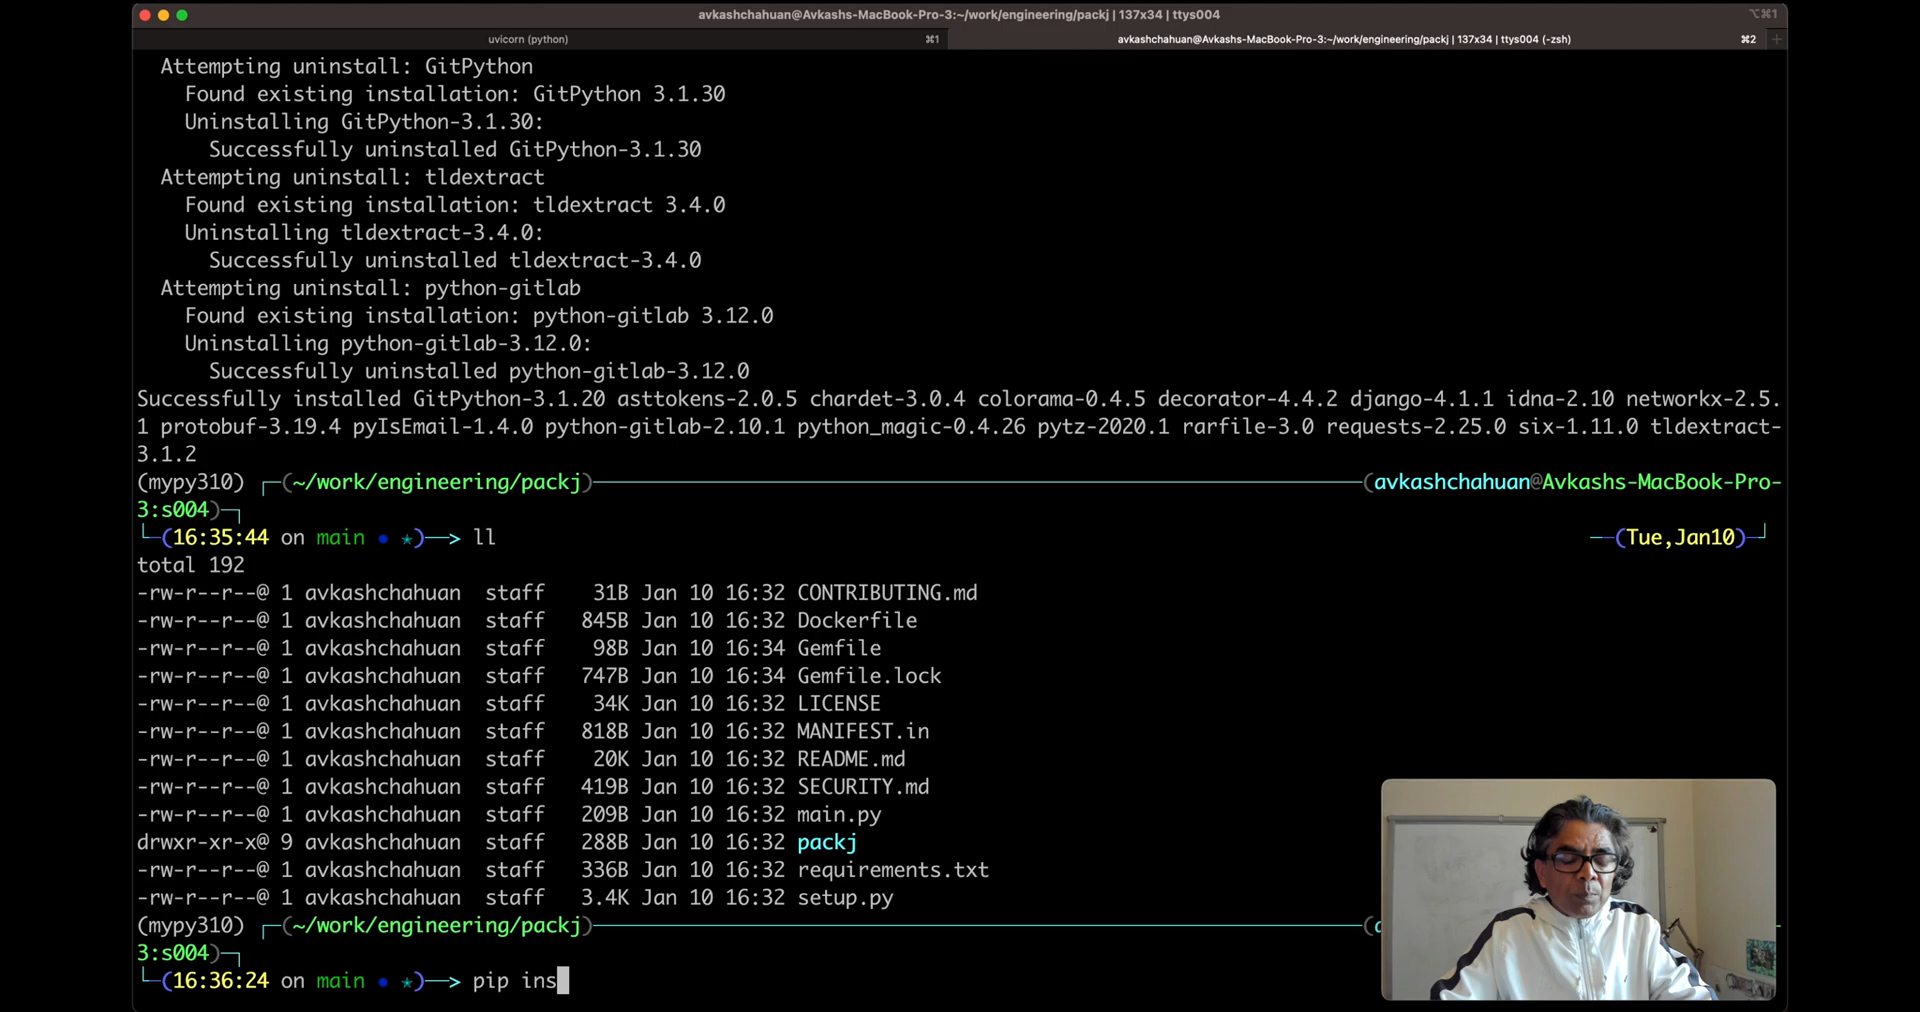 avkashchahuan@Avkashs-MacBook-Pro-3:~/work/engineering/packj | 137x34 | ttys004
⌥⌘1
uvicorn (python)
⌘1
avkashchahuan@Avkashs-MacBook-Pro-3:~/work/engineering/packj | 137x34 | ttys004 (-zsh)
⌘2
+
Attempting uninstall: GitPython
Found existing installation: GitPython 3.1.30
Uninstalling GitPython-3.1.30:
Successfully uninstalled GitPython-3.1.30
Attempting uninstall: tldextract
Found existing installation: tldextract 3.4.0
Uninstalling tldextract-3.4.0:
Successfully uninstalled tldextract-3.4.0
Attempting uninstall: python-gitlab
Found existing installation: python-gitlab 3.12.0
Uninstalling python-gitlab-3.12.0:
Successfully uninstalled python-gitlab-3.12.0
Successfully installed GitPython-3.1.20 asttokens-2.0.5 chardet-3.0.4 colorama-0.4.5 decorator-4.4.2 django-4.1.1 idna-2.10 networkx-2.5.
1 protobuf-3.19.4 pyIsEmail-1.4.0 python-gitlab-2.10.1 python_magic-0.4.26 pytz-2020.1 rarfile-3.0 requests-2.25.0 six-1.11.0 tldextract-
3.1.2
(mypy310) ┌─(~/work/engineering/packj)────(avkashchahuan@Avkashs-MacBook-Pro-
3:s004)─┐
└─(16:35:44 on main ● ✭)──> ll ──(Tue,Jan10)─┘
total 192
-rw-r--r--@ 1 avkashchahuan  staff    31B Jan 10 16:32 CONTRIBUTING.md
-rw-r--r--@ 1 avkashchahuan  staff   845B Jan 10 16:32 Dockerfile
-rw-r--r--@ 1 avkashchahuan  staff    98B Jan 10 16:34 Gemfile
-rw-r--r--@ 1 avkashchahuan  staff   747B Jan 10 16:34 Gemfile.lock
-rw-r--r--@ 1 avkashchahuan  staff    34K Jan 10 16:32 LICENSE
-rw-r--r--@ 1 avkashchahuan  staff   818B Jan 10 16:32 MANIFEST.in
-rw-r--r--@ 1 avkashchahuan  staff    20K Jan 10 16:32 README.md
-rw-r--r--@ 1 avkashchahuan  staff   419B Jan 10 16:32 SECURITY.md
-rw-r--r--@ 1 avkashchahuan  staff   209B Jan 10 16:32 main.py
drwxr-xr-x@ 9 avkashchahuan  staff   288B Jan 10 16:32 packj
-rw-r--r--@ 1 avkashchahuan  staff   336B Jan 10 16:32 requirements.txt
-rw-r--r--@ 1 avkashchahuan  staff   3.4K Jan 10 16:32 setup.py
(mypy310) ┌─(~/work/engineering/packj)────(a
3:s004)─┐
└─(16:36:24 on main ● ✭)──> pip ins